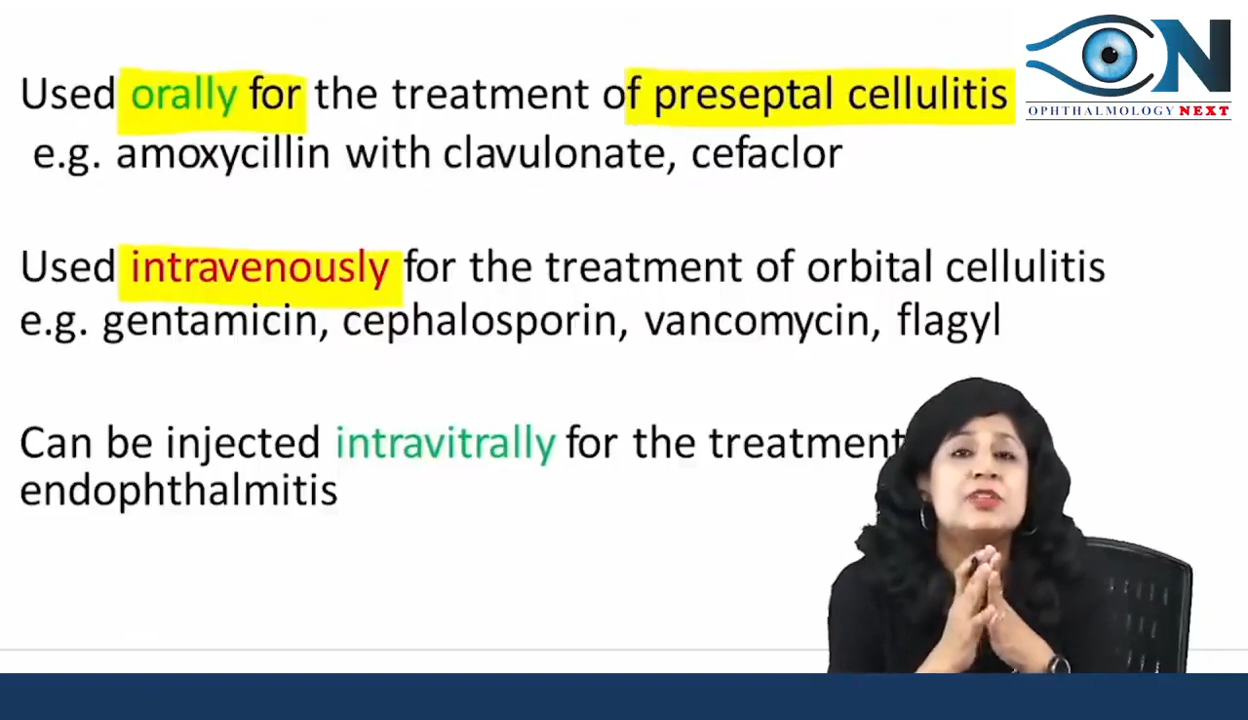 Used orally for the treatment of preseptal cellulitis
e.g. amoxycillin with clavulonate, cefaclor
Used intravenously for the treatment of orbital cellulitis
e.g. gentamicin, cephalosporin, vancomycin, flagyl
Can be injected intravitrally for the treatment
endophthalmitis
ON
OPHTHALMOLOGY NEXT